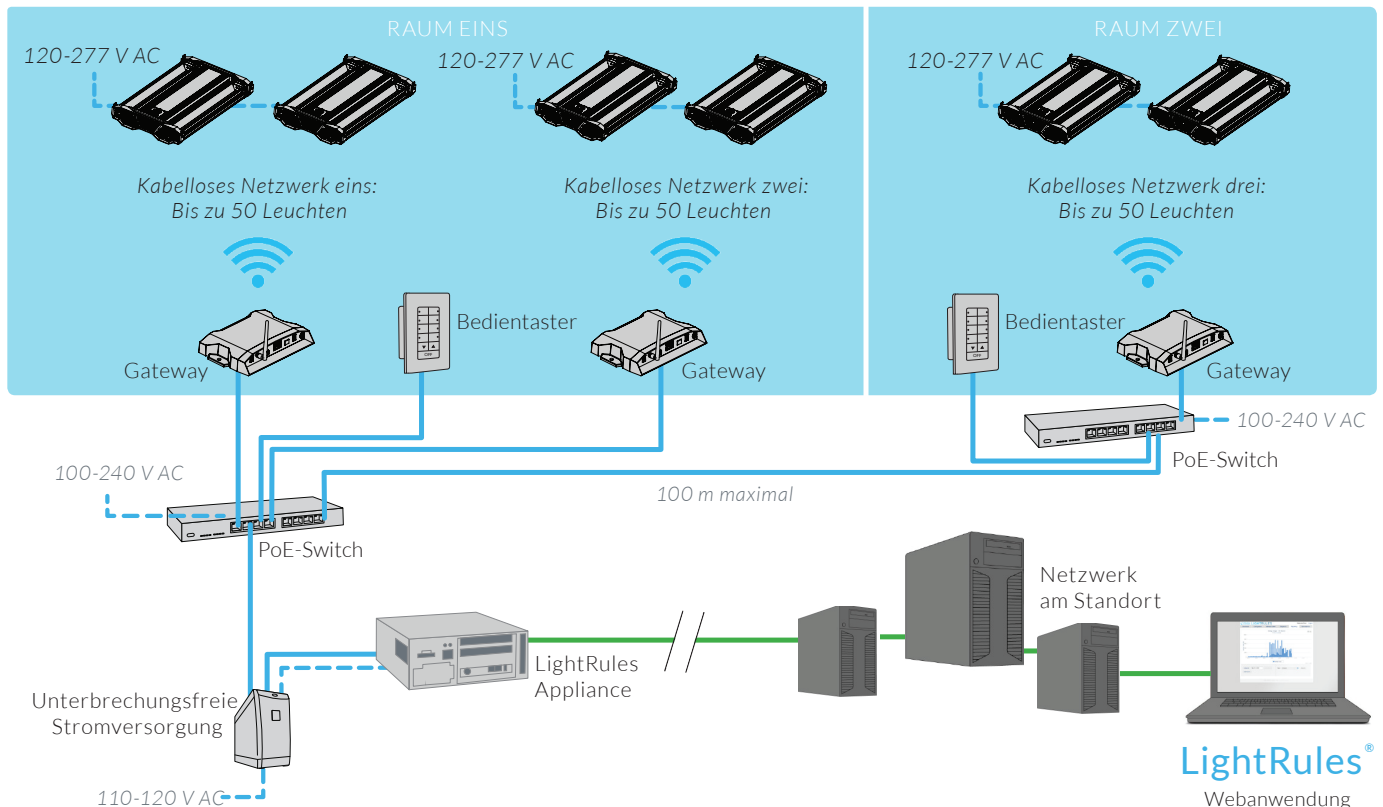 RAUM EINS
RAUM ZWEI
120-277 V AC
120-277 V AC
120-277 V AC
Kabelloses Netzwerk eins:
Bis zu 50 Leuchten
Kabelloses Netzwerk zwei:
Bis zu 50 Leuchten
Kabelloses Netzwerk drei:
Bis zu 50 Leuchten
Gateway
Bedientaster
Gateway
Bedientaster
Gateway
100-240 V AC
PoE-Switch
100-240 V AC
100 m maximal
PoE-Switch
Unterbrechungsfreie
Stromversorgung
110-120 V AC
LightRules
Appliance
Netzwerk
am Standort
LightRules®
Webanwendung